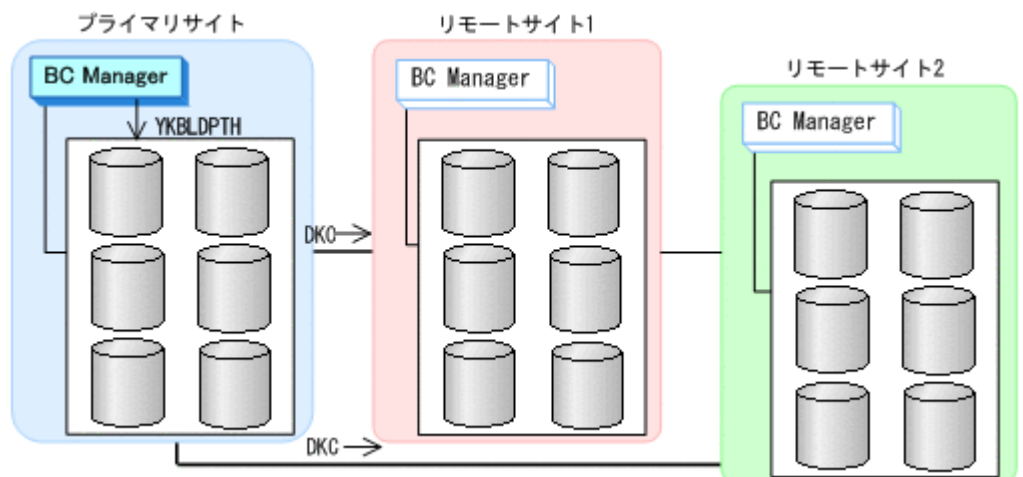 プライマリサイト
リモートサイト1
リモートサイト2
BC Manager
BC Manager
BC Manager
YKBLDPTH
DKC
DKC